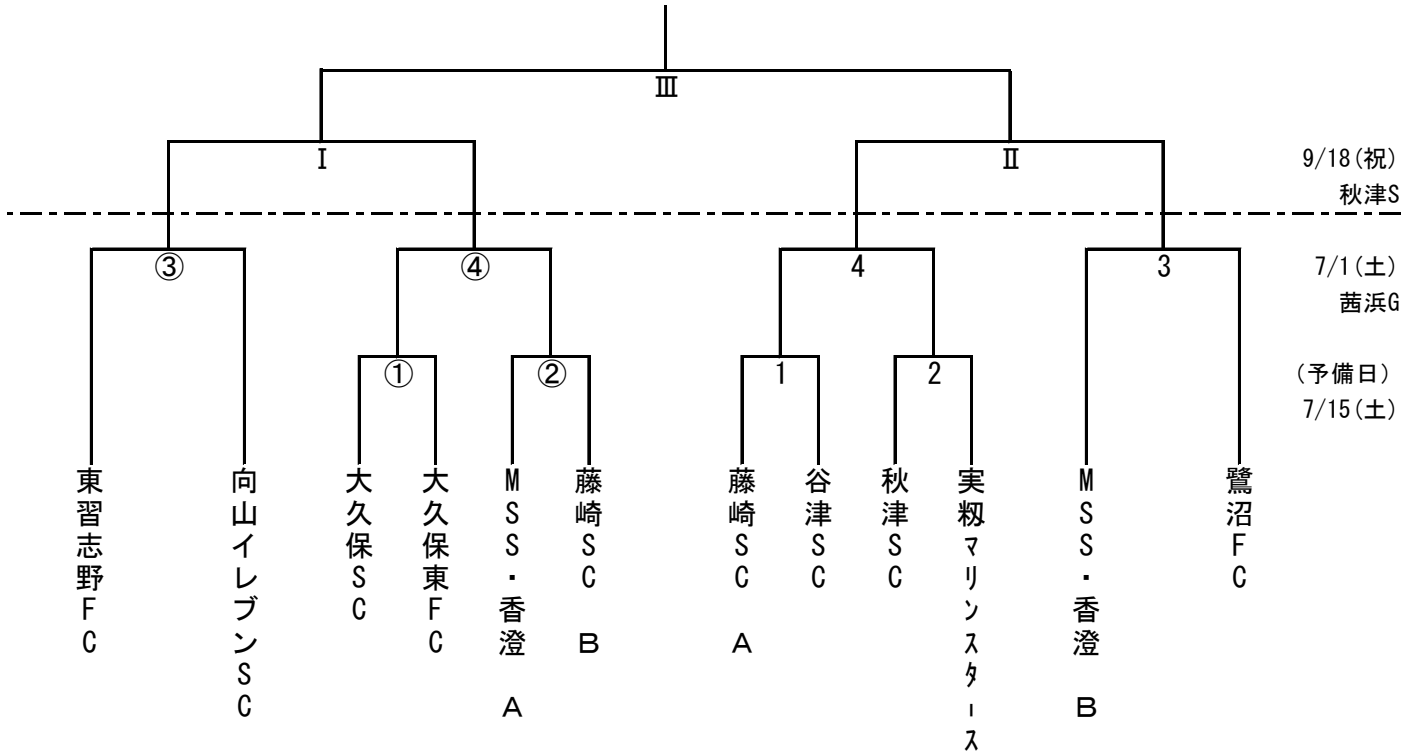 Ⅲ
Ⅰ
Ⅱ
9/18(祝)
秋津S
③
④
4
3
7/1(土)
茜浜G
①
②
1
2
(予備日)
7/15(土)
東習志野FC
向山イレブンSC
大久保SC
大久保東FC
MSS・香澄 A
藤崎SC B
藤崎SC A
谷津SC
秋津SC
実籾マリンスターズ
MSS・香澄 B
鷺沼FC